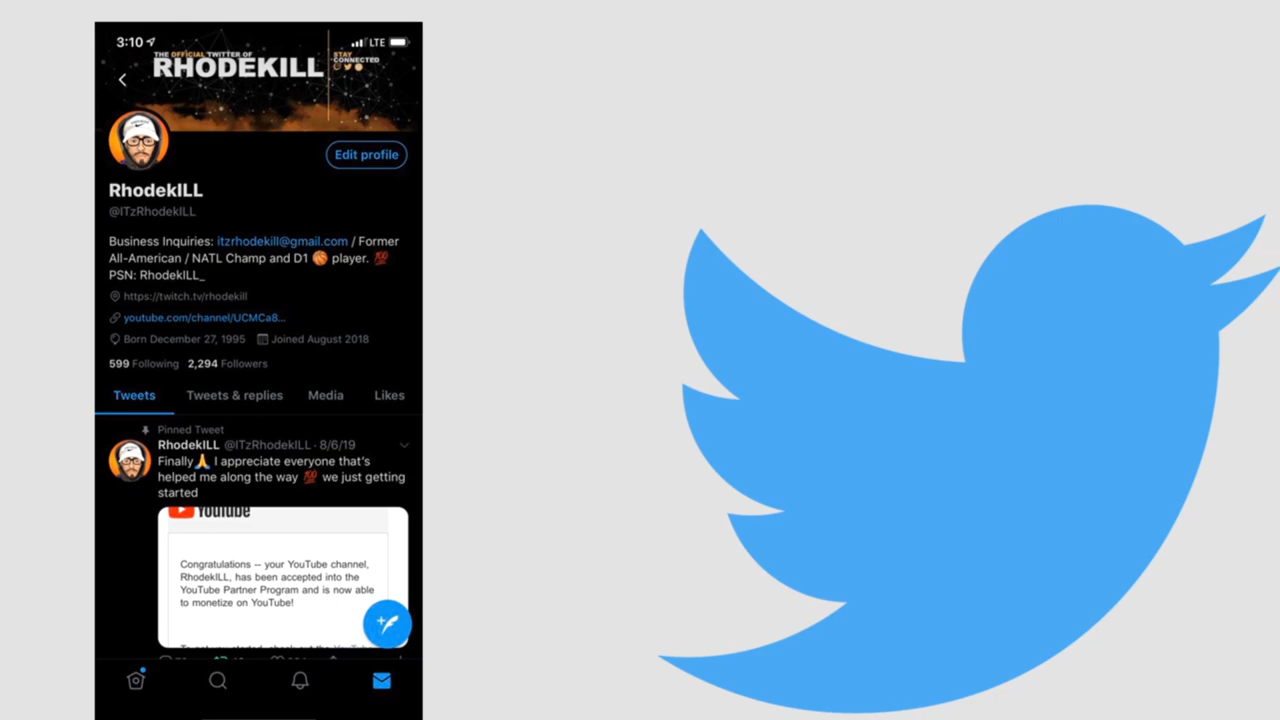 3:10
LTE
THE OFFICIAL TWITTER OF
RHODEKILL
STAY
CONNECTED
Edit profile
RhodekILL
@ITzRhodekILL
Business Inquiries: itzrhodekill@gmail.com / Former
All-American / NATL Champ and D1 🏀 player. 💯
PSN: RhodekILL_
https://twitch.tv/rhodekill
youtube.com/channel/UCMCa8...
Born December 27, 1995 Joined August 2018
599 Following 2,294 Followers
Tweets Tweets & replies Media Likes
Pinned Tweet
RhodekILL @ITzRhodekILL · 8/6/19
Finally🙏 I appreciate everyone that's
helped me along the way 💯 we just getting
started
YouTube
Congratulations -- your YouTube channel,
RhodekILL, has been accepted into the
YouTube Partner Program and is now able
to monetize on YouTube!